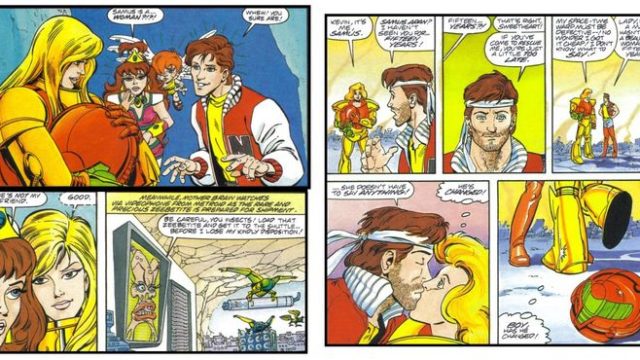 SAMUS IS A
WOMAN?!?!
WHEW! YOU
SURE ARE!
N
'S NOT MY
FRIEND.
GOOD.
MEANWHILE, MOTHER BRAIN WATCHES
VIA VIDEOPHONE FROM METROID AS THE RARE AND
PRECIOUS ZEEBETITE IS PREPARED FOR SHIPMENT.
BE CAREFUL, YOU INSECTS! LOAD THAT
ZEEBETITE AND GET IT TO THE SHUTTLE...
BEFORE I LOSE MY KINDLY DISPOSITION!
KEVIN, IT'S
ME,
SAMUS.
SAMUS ARAN?
I HAVEN'T
SEEN YOU
FOR...
FIFTEEN
YEARS!
FIFTEEN
YEARS?!
THAT'S RIGHT,
SWEETHEART!
IF YOU'VE
COME TO RESCUE
ME, YOU'RE JUST
A LITTLE
TOO
LATE.
MY SPACE-TIME
WARP MUST BE
DEFECTIVE--NO
WONDER I GOT
IT CHEAP! I DON'T
KNOW WHAT TO
SAY!
SHE DOESN'T HAVE
TO SAY ANYTHING!
HE'S
CHANGED!
BOY,
HAS HE
CHANGED!